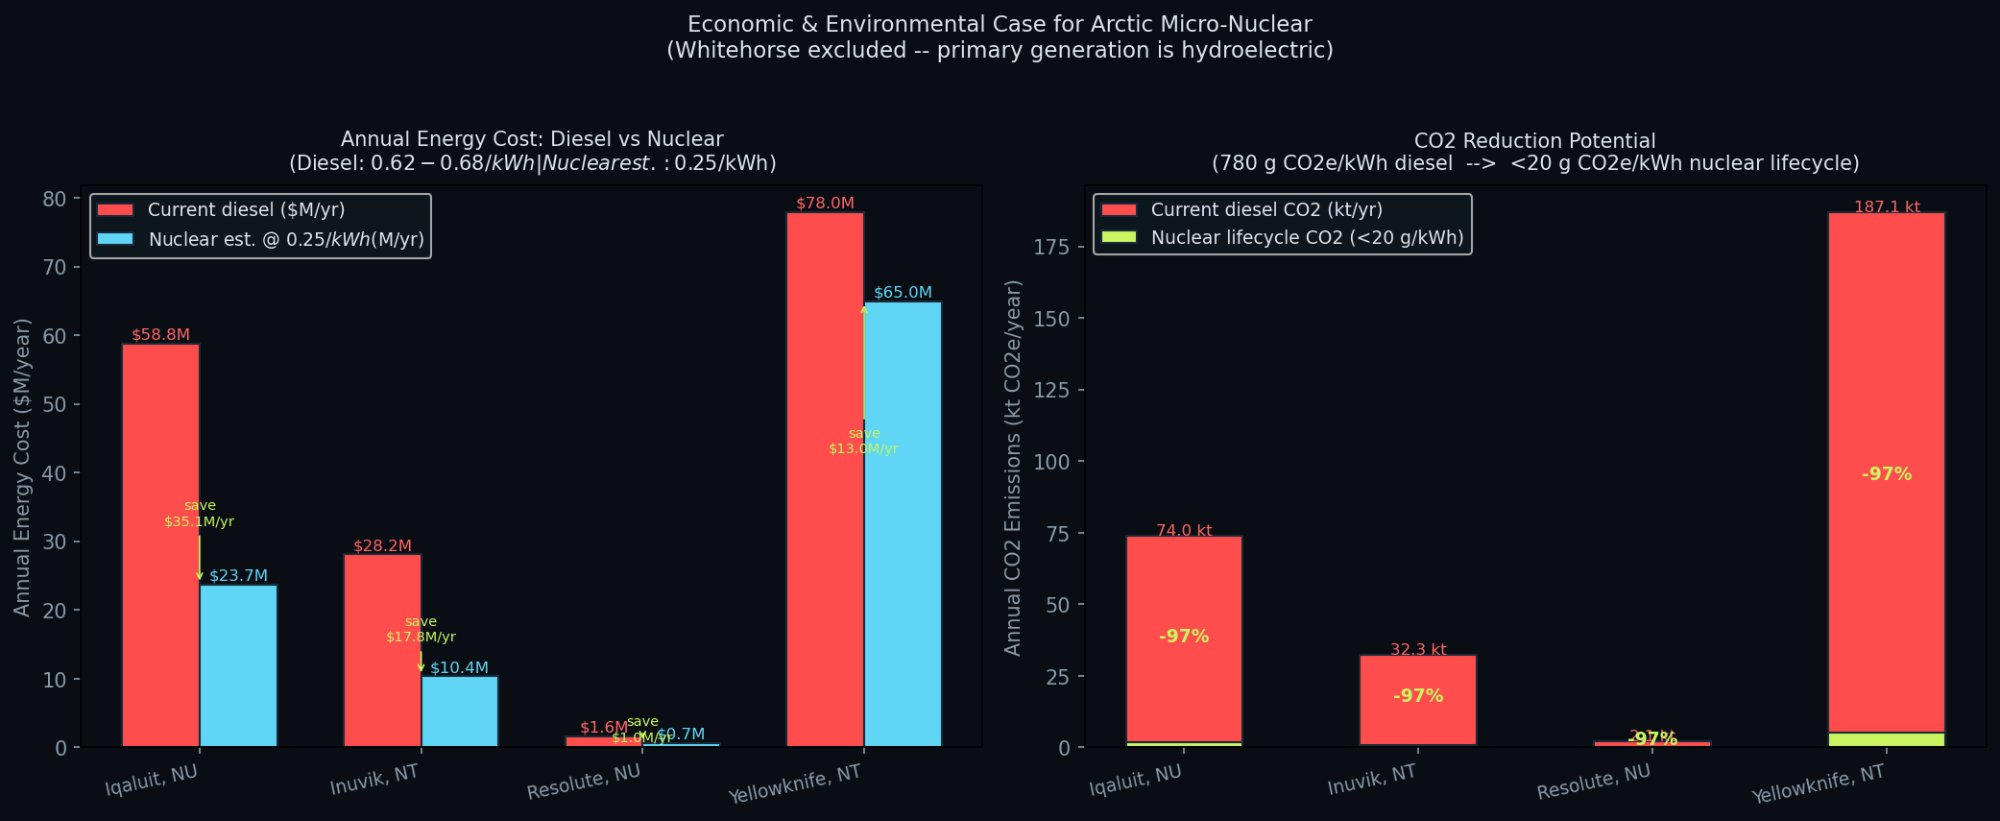 Economic & Environmental Case for Arctic Micro-Nuclear
(Whitehorse excluded -- primary generation is hydroelectric)
Annual Energy Cost: Diesel vs Nuclear
(Diesel: 0.62 − 0.68/kWh|Nuclearest. : 0.25/kWh)
Current diesel ($M/yr)
Nuclear est. @ 0.25/kWh(M/yr)
Annual Energy Cost ($M/year)
80
70
60
50
40
30
20
10
0
$58.8M
save
$35.1M/yr
$23.7M
$28.2M
save
$17.8M/yr
$10.4M
$1.6M
save
$1.0M/yr
$0.7M
$78.0M
$65.0M
save
$13.0M/yr
Iqaluit, NU
Inuvik, NT
Resolute, NU
Yellowknife, NT
CO2 Reduction Potential
(780 g CO2e/kWh diesel --> <20 g CO2e/kWh nuclear lifecycle)
Current diesel CO2 (kt/yr)
Nuclear lifecycle CO2 (<20 g/kWh)
Annual CO2 Emissions (kt CO2e/year)
175
150
125
100
75
50
25
0
74.0 kt
-97%
32.3 kt
-97%
-97%
187.1 kt
-97%
Iqaluit, NU
Inuvik, NT
Resolute, NU
Yellowknife, NT